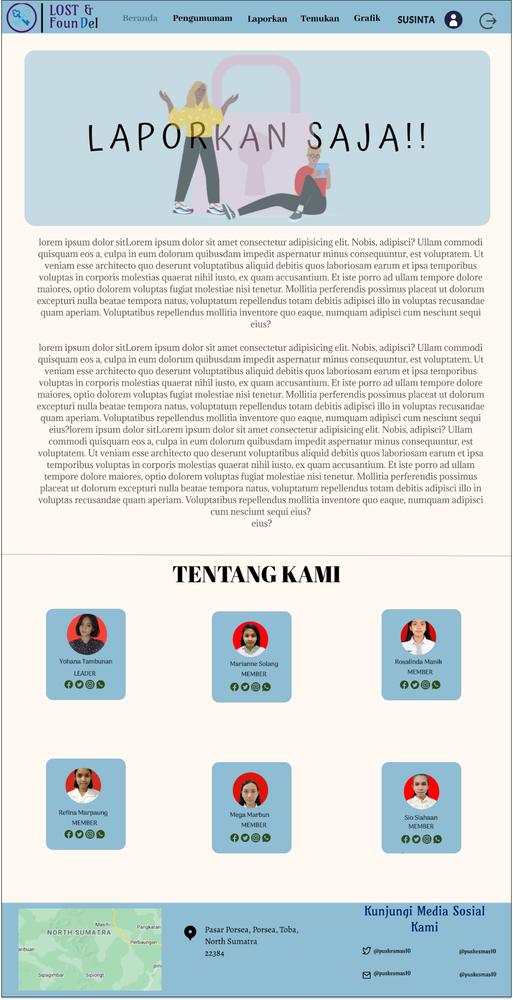 LOST &
FounDel
Beranda Pengumumam Laporkan Temukan Grafik SUSINTA
LAPORKAN SAJA!!
lorem ipsum dolor sitLorem ipsum dolor sit amet consectetur adipisicing elit. Nobis, adipisci? Ullam commodi
quisquam eos a, culpa in eum dolorum quibusdam impedit aspernatur minus consequuntur, est voluptatem. Ut
veniam esse architecto quo deserunt voluptatibus aliquid debitis quos laboriosam earum et ipsa temporibus
voluptas in corporis molestias quaerat nihil iusto, ex quam accusantium. Et iste porro ad ullam tempore dolore
maiores, optio dolorem voluptas fugiat molestiae nisi tenetur. Mollitia perferendis possimus placeat ut dolorum
excepturi nulla beatae tempora natus, voluptatum repellendus totam debitis adipisci illo in voluptas recusandae
quam aperiam. Voluptatibus repellendus mollitia inventore quo eaque, numquam adipisci cum nesciunt sequi
eius?
lorem ipsum dolor sitLorem ipsum dolor sit amet consectetur adipisicing elit. Nobis, adipisci? Ullam commodi
quisquam eos a, culpa in eum dolorum quibusdam impedit aspernatur minus consequuntur, est voluptatem. Ut
veniam esse architecto quo deserunt voluptatibus aliquid debitis quos laboriosam earum et ipsa temporibus
voluptas in corporis molestias quaerat nihil iusto, ex quam accusantium. Et iste porro ad ullam tempore dolore
maiores, optio dolorem voluptas fugiat molestiae nisi tenetur. Mollitia perferendis possimus placeat ut dolorum
excepturi nulla beatae tempora natus, voluptatum repellendus totam debitis adipisci illo in voluptas recusandae
quam aperiam. Voluptatibus repellendus mollitia inventore quo eaque, numquam adipisci cum nesciunt sequi
eius?lorem ipsum dolor sitLorem ipsum dolor sit amet consectetur adipisicing elit. Nobis, adipisci? Ullam
commodi quisquam eos a, culpa in eum dolorum quibusdam impedit aspernatur minus consequuntur, est
voluptatem. Ut veniam esse architecto quo deserunt voluptatibus aliquid debitis quos laboriosam earum et ipsa
temporibus voluptas in corporis molestias quaerat nihil iusto, ex quam accusantium. Et iste porro ad ullam
tempore dolore maiores, optio dolorem voluptas fugiat molestiae nisi tenetur. Mollitia perferendis possimus
placeat ut dolorum excepturi nulla beatae tempora natus, voluptatum repellendus totam debitis adipisci illo in
voluptas recusandae quam aperiam. Voluptatibus repellendus mollitia inventore quo eaque, numquam adipisci
cum nesciunt sequi eius?
eius?
TENTANG KAMI
Yohana Tambunan
LEADER
Marianne Solang
MEMBER
Rosalinda Manik
MEMBER
Refina Marpaung
MEMBER
Mega Marbun
MEMBER
Sio Siahaan
MEMBER
Masihi
NORTH SUMATRA
Pangkatan
Perbaungan
aribuan
pin
Sipagimbar
Sipiongt
Pasar Porsea, Porsea, Toba,
North Sumatra
22384
Kunjungi Media Sosial
Kami
@puskesmas10 @puskesmas10
@puskesmas10 @puskesmas10